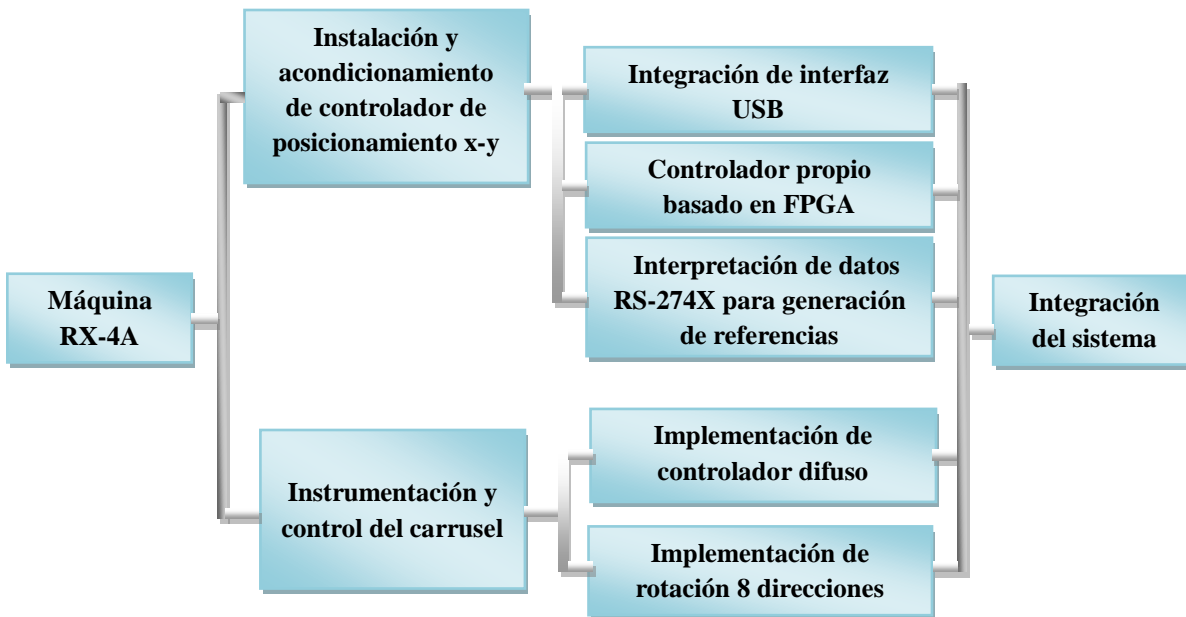 Máquina
RX-4A
Instalación y
acondicionamiento
de controlador de
posicionamiento x-y
Instrumentación y
control del carrusel
Integración de interfaz
USB
Controlador propio
basado en FPGA
Interpretación de datos
RS-274X para generación
de referencias
Implementación de
controlador difuso
Implementación de
rotación 8 direcciones
Integración
del sistema